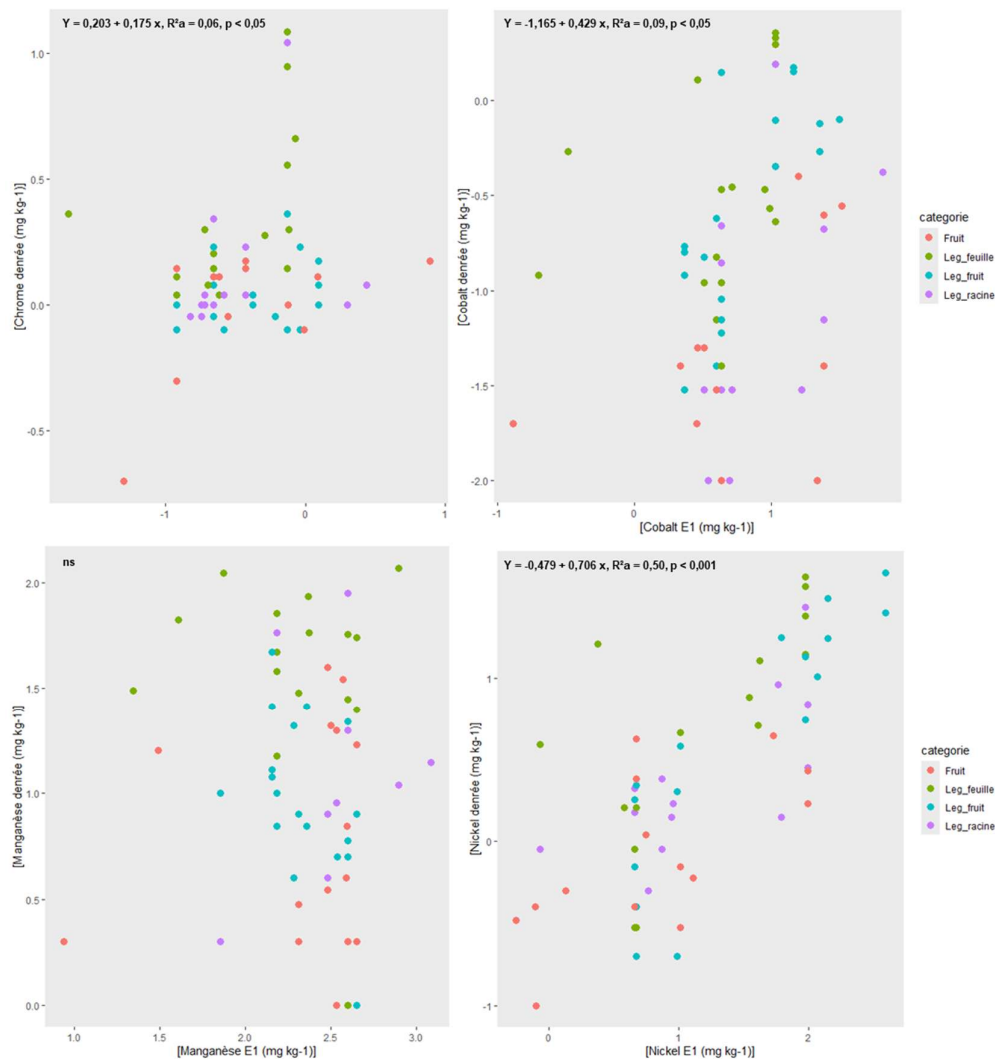 Y = 0,203 + 0,175 x, R²a = 0,06, p < 0,05
[Chrome denrée (mg kg-1)]
1.0
0.5
0.0
-0.5
-1
0
1
Y = -1,165 + 0,429 x, R²a = 0,09, p < 0,05
[Cobalt denrée (mg kg-1)]
0.0
-0.5
-1.0
-1.5
-2.0
-1
0
1
[Cobalt E1 (mg kg-1)]
categorie
Fruit
Leg_feuille
Leg_fruit
Leg_racine
ns
[Manganèse denrée (mg kg-1)]
2.0
1.5
1.0
0.5
0.0
1.0
1.5
2.0
2.5
3.0
[Manganèse E1 (mg kg-1)]
Y = -0,479 + 0,706 x, R²a = 0,50, p < 0,001
[Nickel denrée (mg kg-1)]
1
0
-1
0
1
2
[Nickel E1 (mg kg-1)]
categorie
Fruit
Leg_feuille
Leg_fruit
Leg_racine